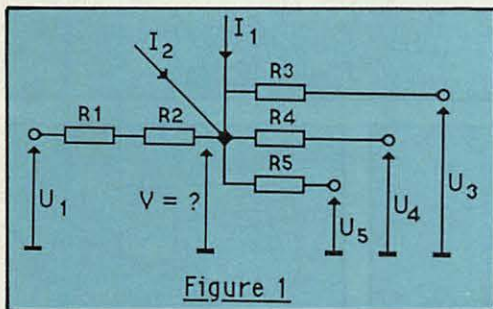 I1
I2
R3
R1 R2 R4
R5
U1 V = ? U5 U4 U3
Figure 1